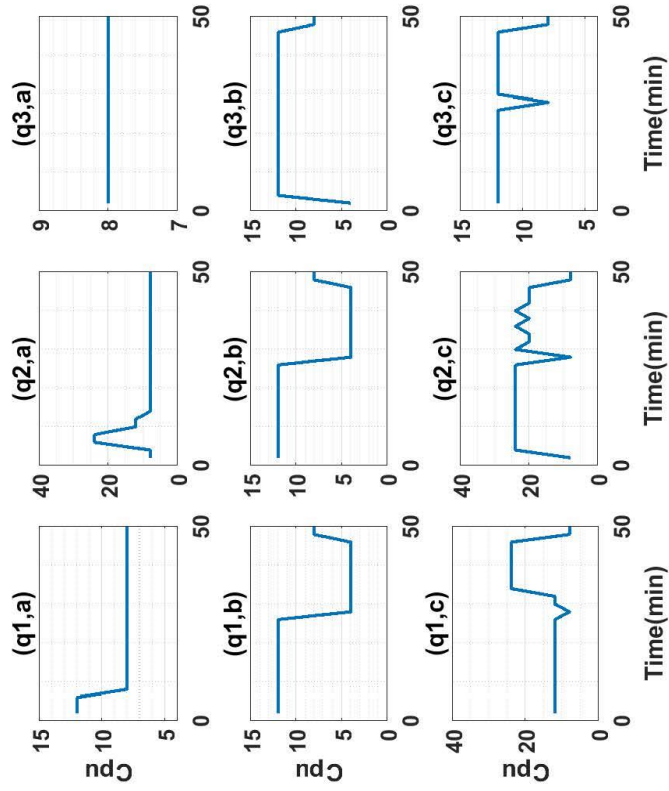 (q1,a) (q2,a) (q3,a)
15 40 9
Cpu 10 20 8
5 0 7
0 50 0 50 0 50
(q1,b) (q2,b) (q3,b)
15 15 15
10 10 10
Cpu 5 5 5
0 0 0
0 50 0 50 0 50
(q1,c) (q2,c) (q3,c)
40 40 15
Cpu 20 20 10
0 0 5
0 50 0 50 0 50
Time(min) Time(min) Time(min)